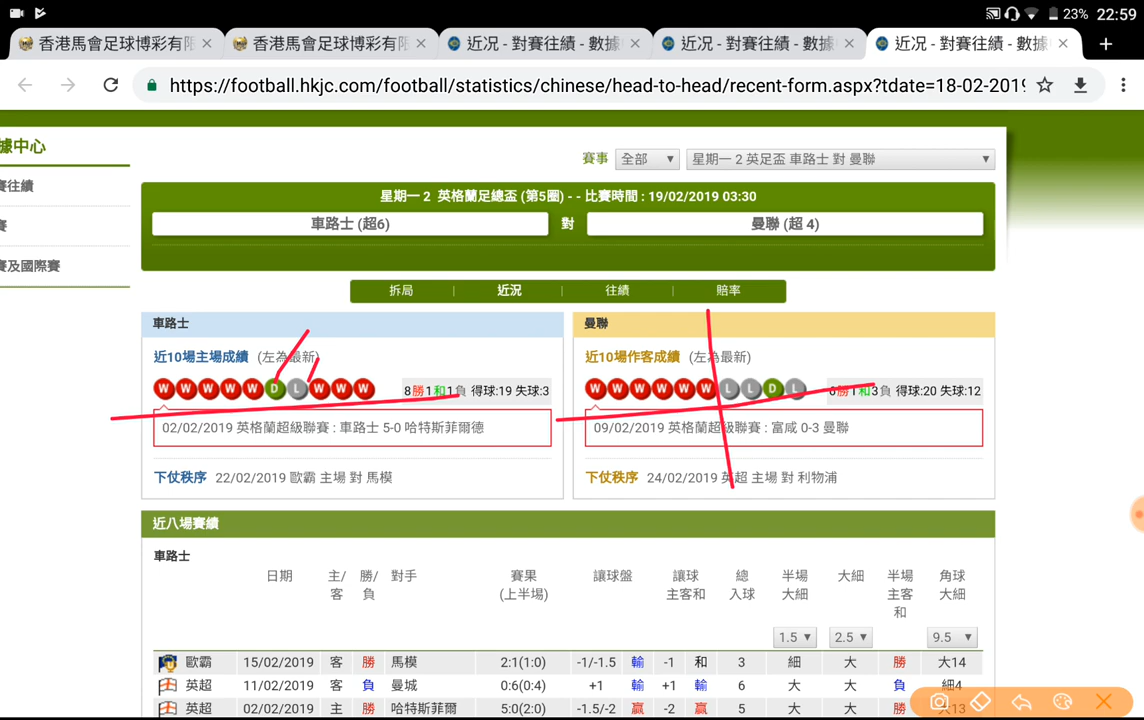 23% 22:59
香港馬會足球博彩有限 香港馬會足球博彩有限 近況 - 對賽往績 - 數據 近況 - 對賽往績 - 數據 近況 - 對賽往績 - 數據
https://football.hkjc.com/football/statistics/chinese/head-to-head/recent-form.aspx?tdate=18-02-2019
據中心
賽往績
賽
賽及國際賽
賽事 全部 星期一 2 英足盃 車路士 對 曼聯
星期一 2 英格蘭足總盃 (第5圈) - - 比賽時間 : 19/02/2019 03:30
車路士 (超6) 對 曼聯 (超 4)
拆局 | 近況 | 往績 | 賠率
車路士 曼聯
近10場主場成績 (左為最新) 近10場作客成績 (左為最新)
W W W W W D L W W W 8勝1和1負 得球:19 失球:3
W W W W W W L L D L 6勝1和3負 得球:20 失球:12
02/02/2019 英格蘭超級聯賽 : 車路士 5-0 哈特斯菲爾德
09/02/2019 英格蘭超級聯賽 : 富咸 0-3 曼聯
下仗秩序 22/02/2019 歐霸 主場 對 馬模
下仗秩序 24/02/2019 英超 主場 對 利物浦
近八場賽績
車路士
日期 主/客 勝/負 對手 賽果 (上半場) 讓球盤 讓球主客和 總入球 半場大細 大細 半場主客和 角球大細
1.5 2.5 9.5
歐霸 15/02/2019 客 勝 馬模 2:1(1:0) -1/-1.5 輸 -1 和 3 細 大 勝 大14
英超 11/02/2019 客 負 曼城 0:6(0:4) +1 輸 +1 輸 6 大 大 負 細4
英超 02/02/2019 主 勝 哈特斯菲爾 5:0(2:0) -1.5/-2 贏 -2 贏 5 大 大 勝 大13